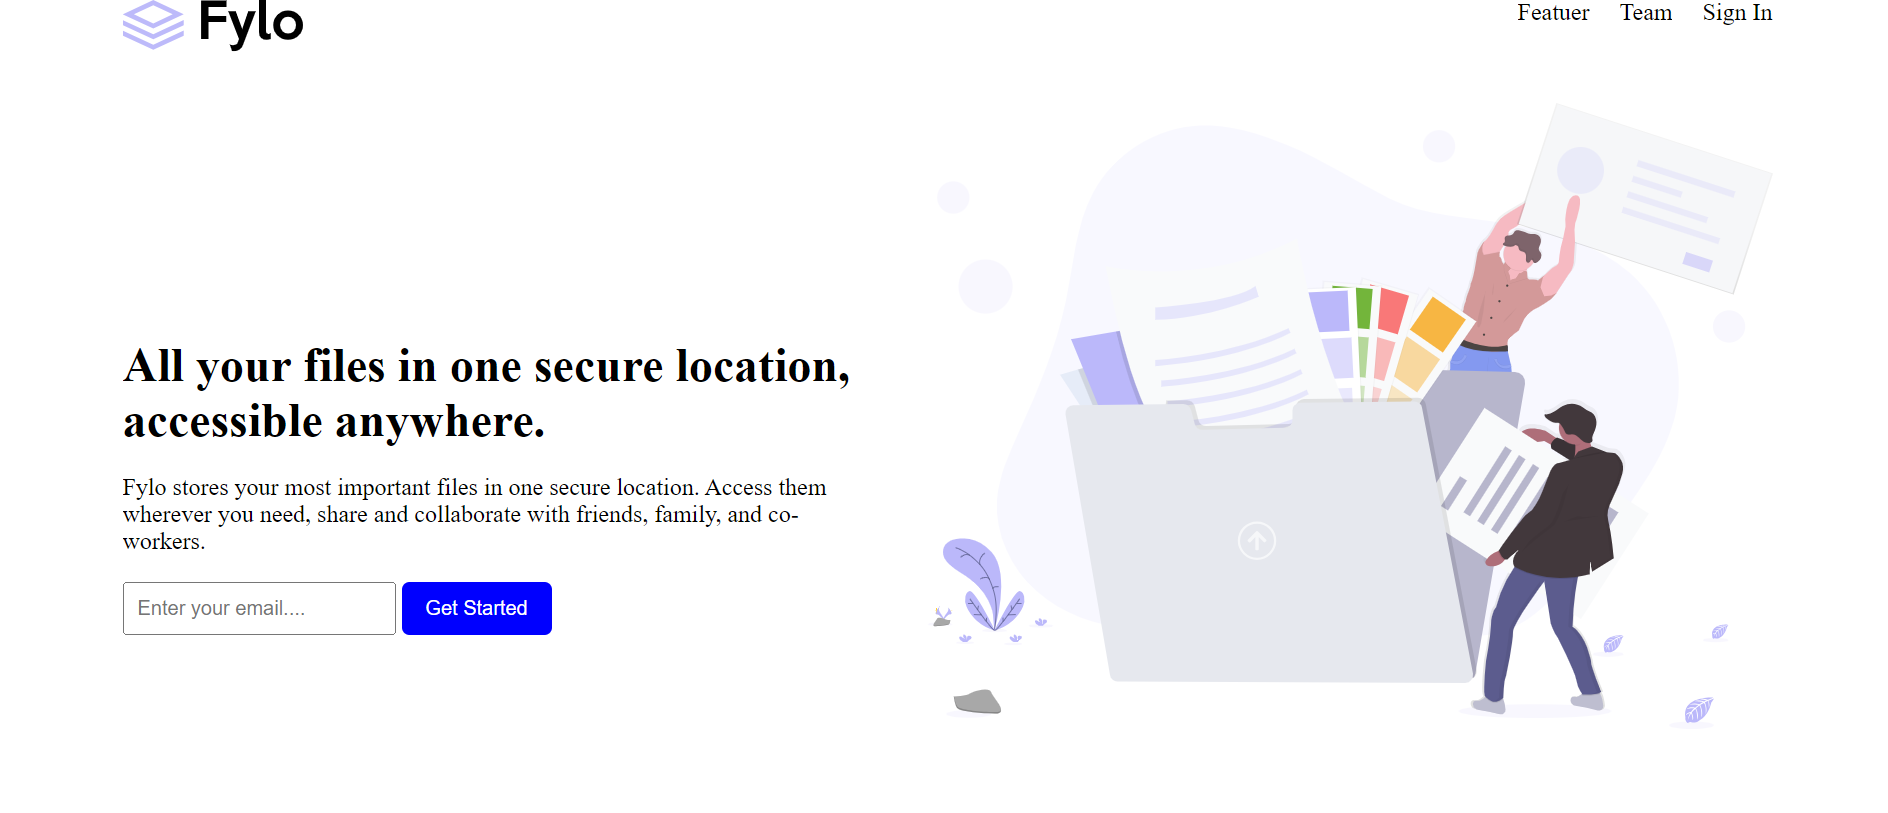 Fylo
Featuer Team Sign In
All your files in one secure location,
accessible anywhere.
Fylo stores your most important files in one secure location. Access them
wherever you need, share and collaborate with friends, family, and co-
workers.
Enter your email.... Get Started